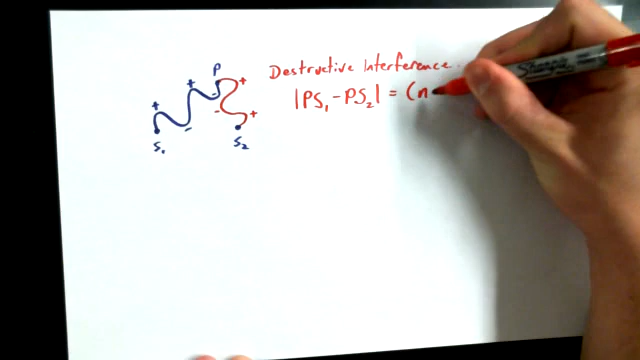 P
Destructive Interference.
|PS₁ - PS₂| = (n
+ + + +
- - -
S₁ S₂
Sharpie